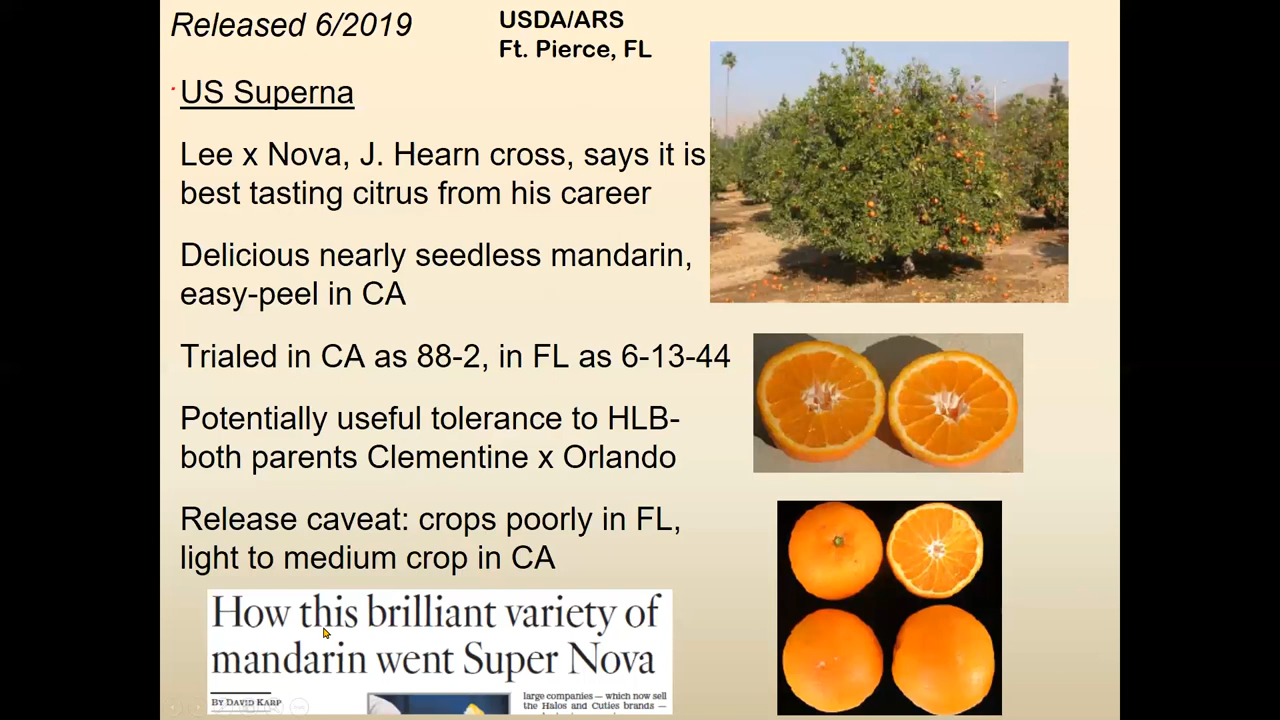 Released 6/2019
USDA/ARS
Ft. Pierce, FL
US Superna
Lee x Nova, J. Hearn cross, says it is
best tasting citrus from his career
Delicious nearly seedless mandarin,
easy-peel in CA
Trialed in CA as 88-2, in FL as 6-13-44
Potentially useful tolerance to HLB-
both parents Clementine x Orlando
Release caveat: crops poorly in FL,
light to medium crop in CA
How this brilliant variety of
mandarin went Super Nova
By David Karp
large companies — which now sell
the Halos and Cuties brands —